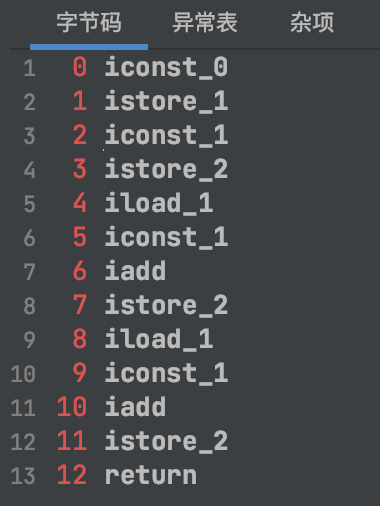 字节码 异常表 杂项
1 0 iconst_0
2 1 istore_1
3 2 iconst_1
4 3 istore_2
5 4 iload_1
6 5 iconst_1
7 6 iadd
8 7 istore_2
9 8 iload_1
10 9 iconst_1
11 10 iadd
12 11 istore_2
13 12 return